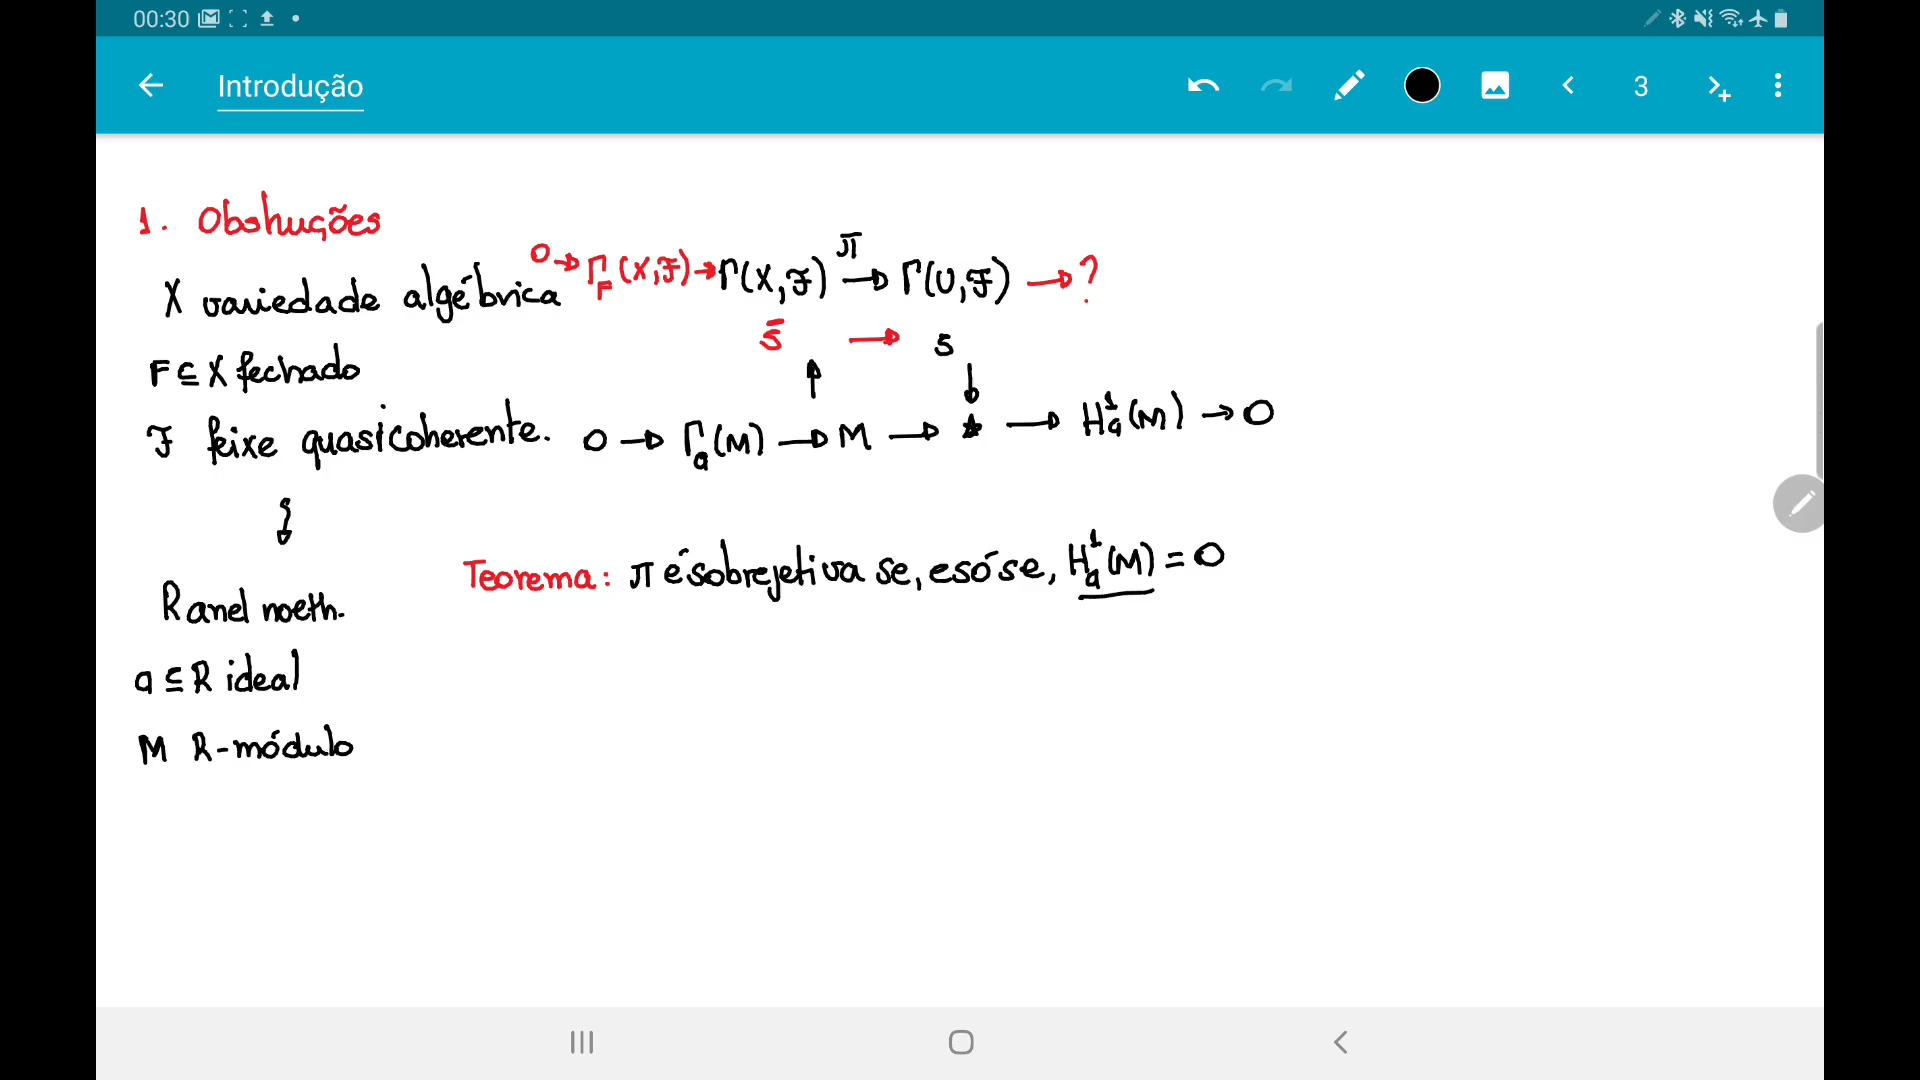 00:30
Introdução
3
1. Obstruções
0 → Γ_F(X,ℱ) → Γ(X,ℱ) →^π Γ(U,ℱ) → ?
X variedade algébrica
s̄ → s
F ⊆ X fechado
ℱ feixe quasicoherente.
0 → Γ_a(M) → M → * → H^1_a(M) → 0
Teorema: π é sobrejetiva se, e só se, H^1_a(M) = 0
R anel noeth.
a ⊆ R ideal
M R-módulo